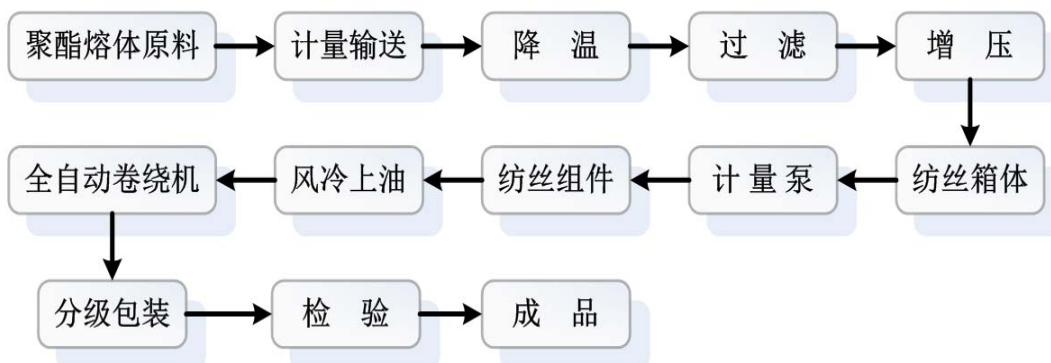 聚酯熔体原料
计量输送
降 温
过 滤
增 压
纺丝箱体
计 量 泵
纺丝组件
风冷上油
全自动卷绕机
分级包装
检 验
成 品